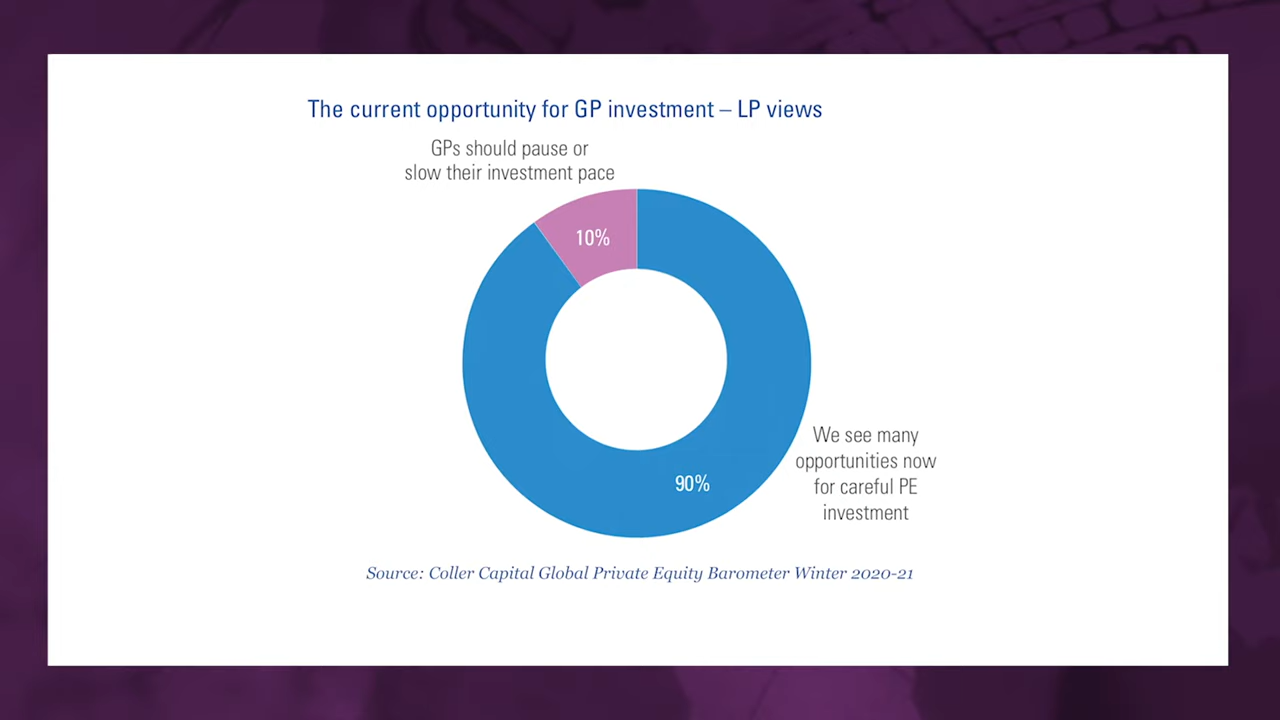 The current opportunity for GP investment – LP views
GPs should pause or
slow their investment pace
10%
90%
We see many
opportunities now
for careful PE
investment
Source: Coller Capital Global Private Equity Barometer Winter 2020-21